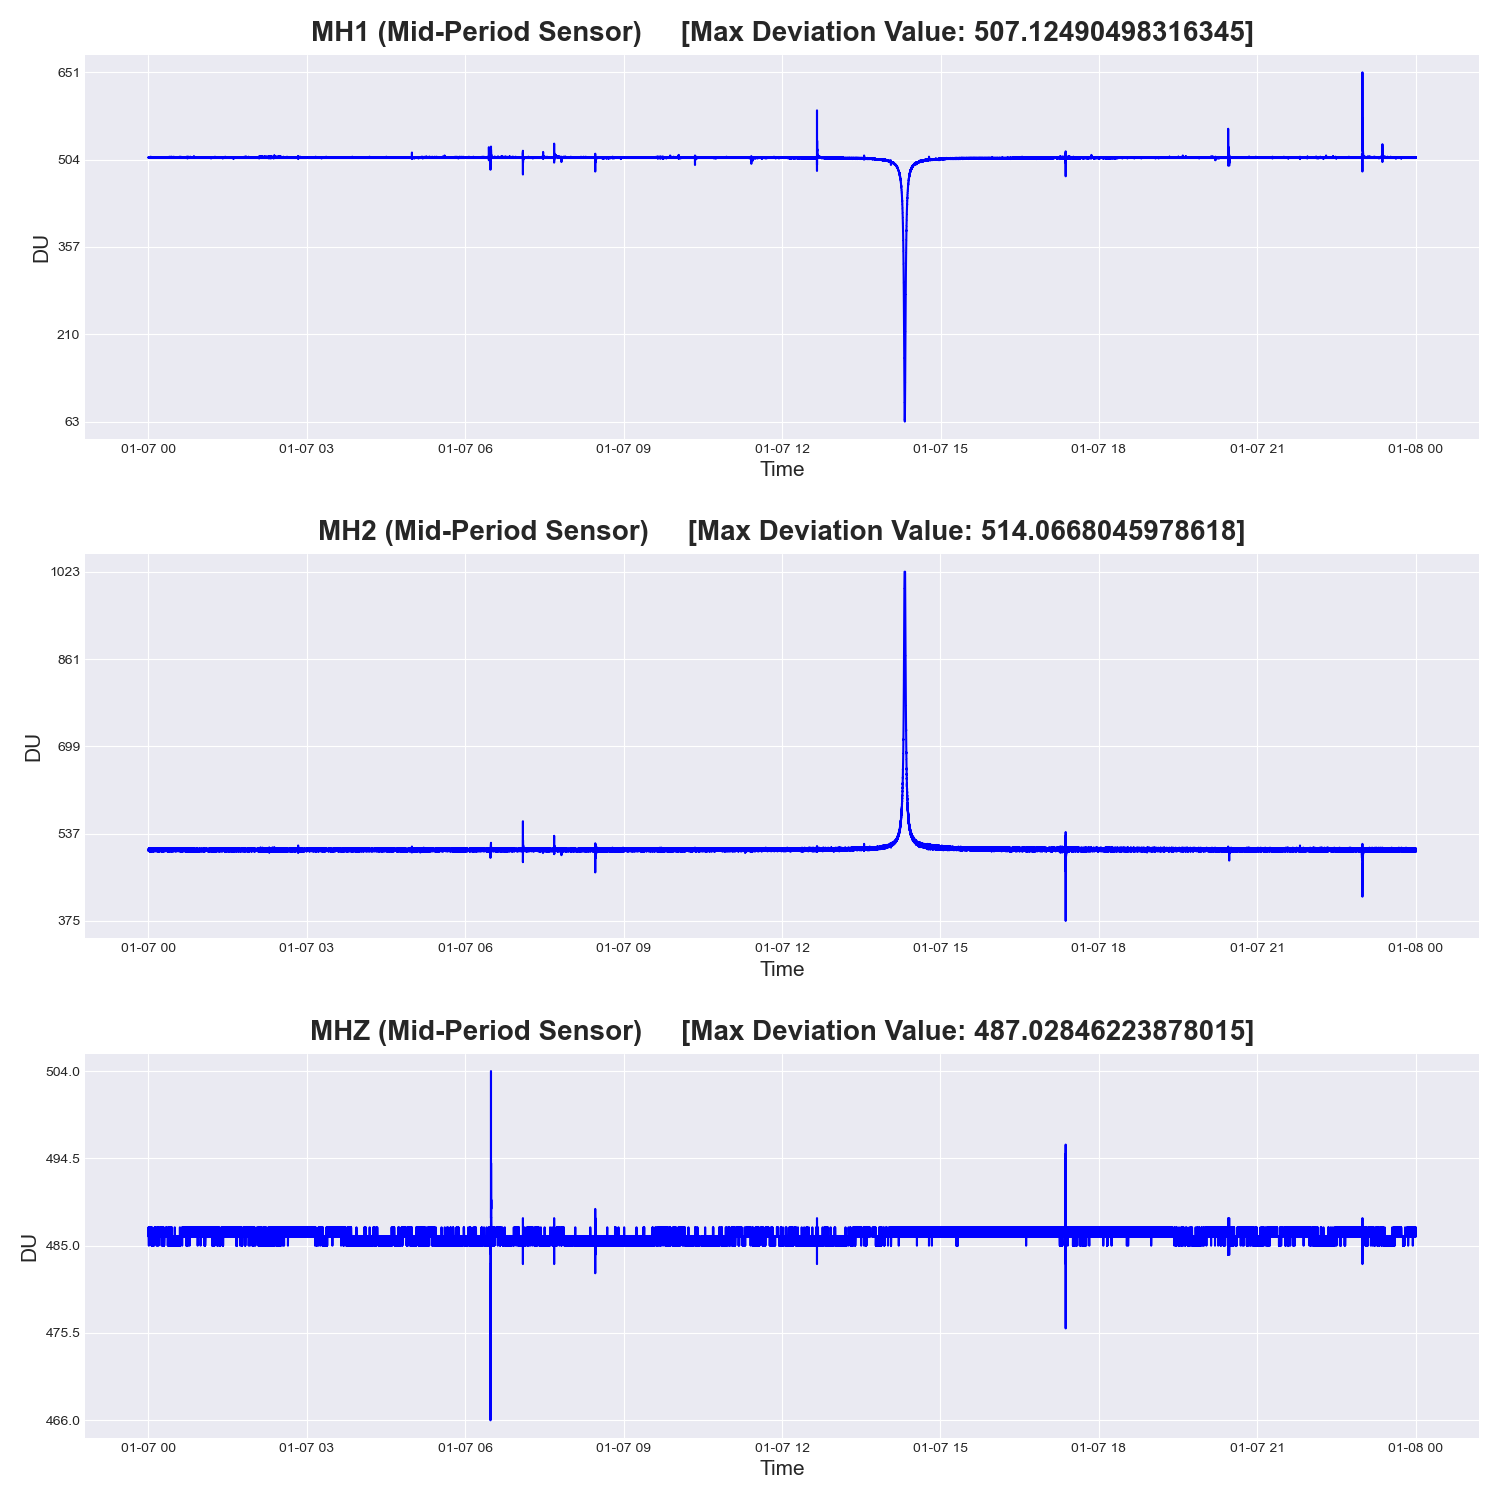 MH1 (Mid-Period Sensor) [Max Deviation Value: 507.12490498316345]
651
504
357
210
63
DU
01-07 00 01-07 03 01-07 06 01-07 09 01-07 12 01-07 15 01-07 18 01-07 21 01-08 00
Time
MH2 (Mid-Period Sensor) [Max Deviation Value: 514.0668045978618]
1023
861
699
537
375
DU
01-07 00 01-07 03 01-07 06 01-07 09 01-07 12 01-07 15 01-07 18 01-07 21 01-08 00
Time
MHZ (Mid-Period Sensor) [Max Deviation Value: 487.02846223878015]
504.0
494.5
485.0
475.5
466.0
DU
01-07 00 01-07 03 01-07 06 01-07 09 01-07 12 01-07 15 01-07 18 01-07 21 01-08 00
Time